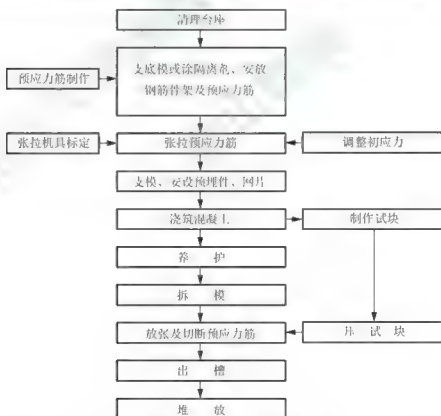 清理台座
支底模或涂隔离剂、安放
钢筋件架及预应力筋
预应力筋制作
张拉机具标定
张拉预应力筋
调整初应力
支模、安设预埋件、网片
浇筑混凝土
制作试块
养 护
拆 模
放张及切断预应力筋
压 试 块
出 槽
堆 放